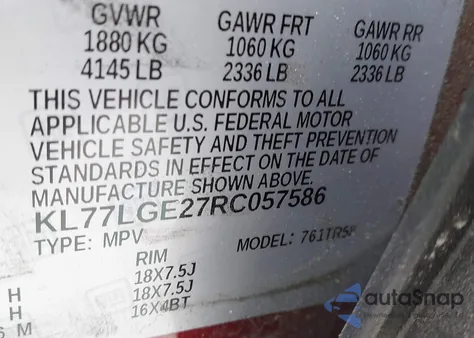 GVWR GAWR FRT GAWR RR
1880 KG 1060 KG 1060 KG
4145 LB 2336 LB 2336 LB
THIS VEHICLE CONFORMS TO ALL
APPLICABLE U.S. FEDERAL MOTOR
VEHICLE SAFETY AND THEFT PREVENTION
STANDARDS IN EFFECT ON THE DATE OF
MANUFACTURE SHOWN ABOVE.
KL77LGE27RC057586
TYPE: MPV MODEL:
RIM
18X7.5J
H 18X7.5J
H 16X4BT
M
autoSnap